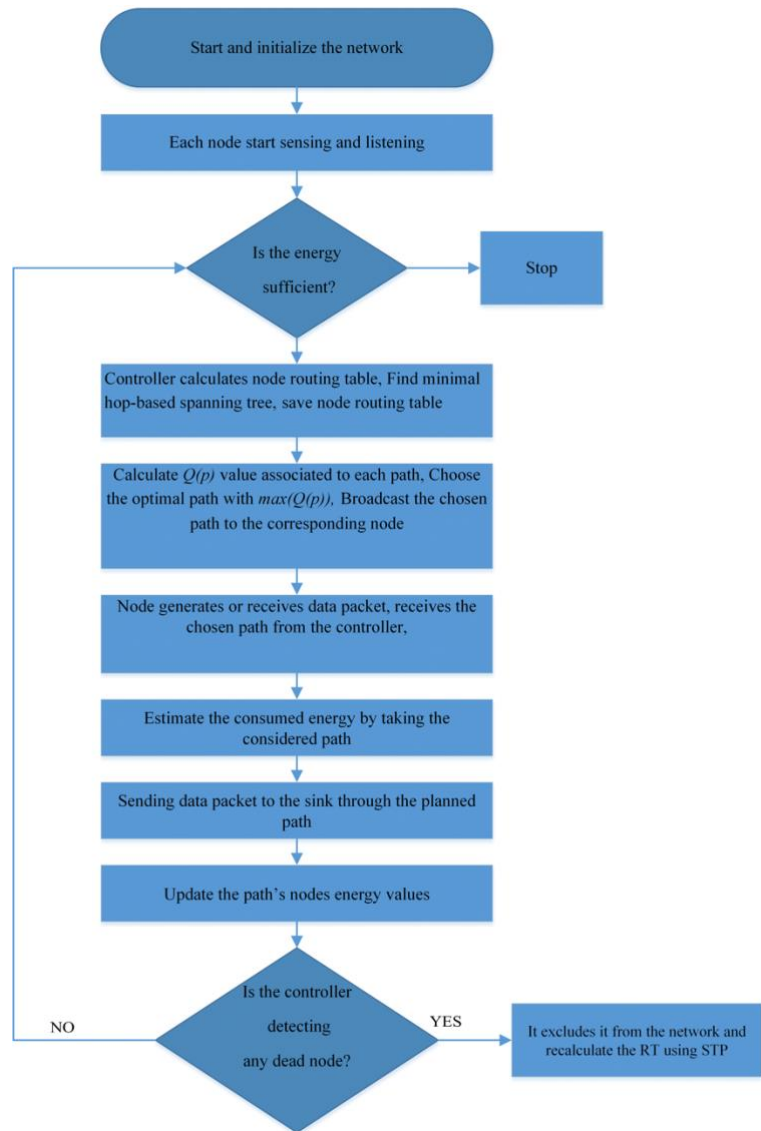 Start and initialize the network
Each node start sensing and listening
Is the energy
sufficient?
Stop
Controller calculates node routing table, Find minimal
hop-based spanning tree, save node routing table
Calculate Q(p) value associated to each path, Choose
the optimal path with max(Q(p)), Broadcast the chosen
path to the corresponding node
Node generates or receives data packet, receives the
chosen path from the controller,
Estimate the consumed energy by taking the
considered path
Sending data packet to the sink through the planned
path
Update the path’s nodes energy values
Is the controller
detecting
any dead node?
NO
YES
It excludes it from the network and
recalculate the RT using STP